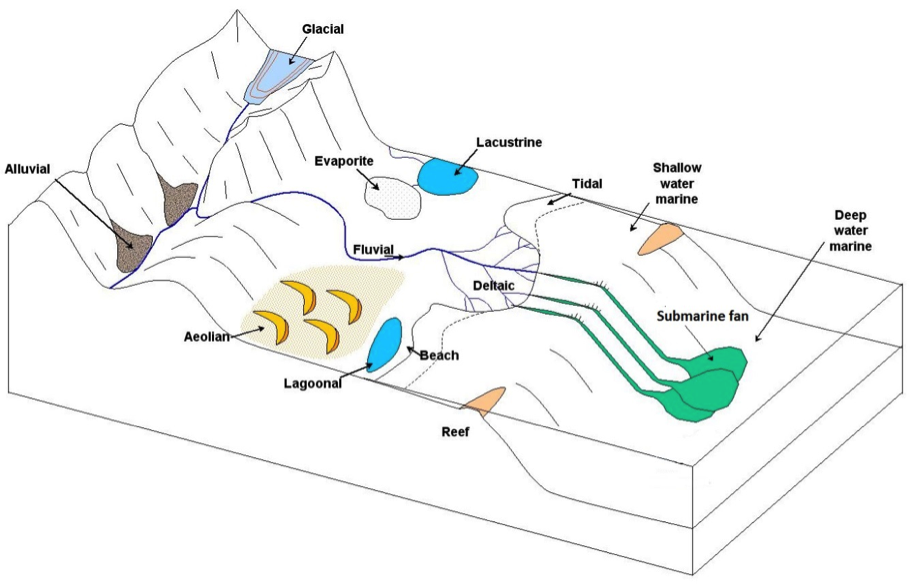 Glacial
Lacustrine
Evaporite
Alluvial
Shallow
water
marine
Tidal
Deep
water
marine
Fluvial
Deltaic
Submarine fan
Aeolian
Beach
Lagoonal
Reef